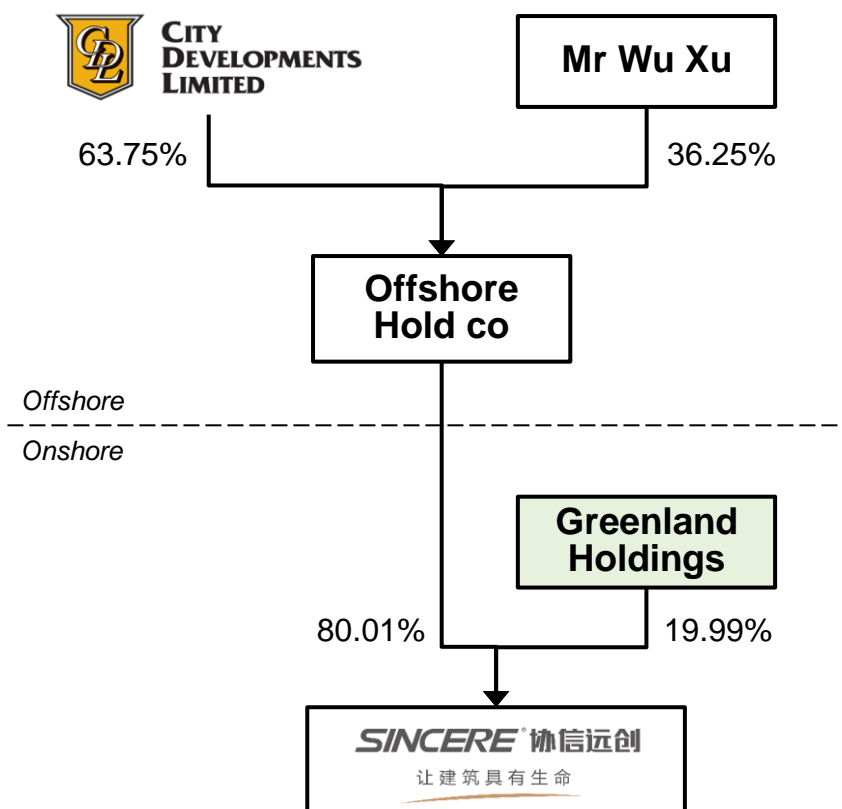 CDL
CITY
DEVELOPMENTS
LIMITED
Mr Wu Xu
63.75%
36.25%
Offshore
Hold co
Offshore
Onshore
Greenland
Holdings
80.01%
19.99%
SINCERE 协信远创
让建筑具有生命